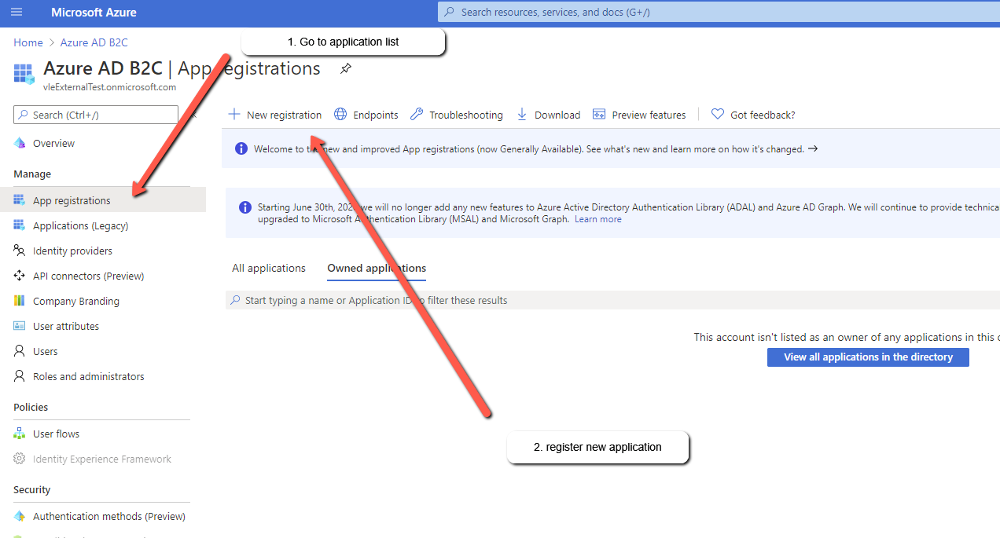 Microsoft Azure
Search resources, services, and docs (G+/)
Home > Azure AD B2C
1. Go to application list
Azure AD B2C | App registrations
vleExternalTest.onmicrosoft.com
Search (Ctrl+/)
New registration
Endpoints
Troubleshooting
Download
Preview features
Got feedback?
Overview
Welcome to the new and improved App registrations (now Generally Available). See what's new and learn more on how it's changed. →
Manage
App registrations
Applications (Legacy)
Identity providers
API connectors (Preview)
Company Branding
User attributes
Users
Roles and administrators
Starting June 30th, we will no longer add any new features to Azure Active Directory Authentication Library (ADAL) and Azure AD Graph. We will continue to provide technica
upgraded to Microsoft Authentication Library (MSAL) and Microsoft Graph. Learn more
All applications
Owned applications
Start typing a name or Application ID to filter these results
This account isn't listed as an owner of any applications in this
View all applications in the directory
Policies
User flows
Identity Experience Framework
2. register new application
Security
Authentication methods (Preview)